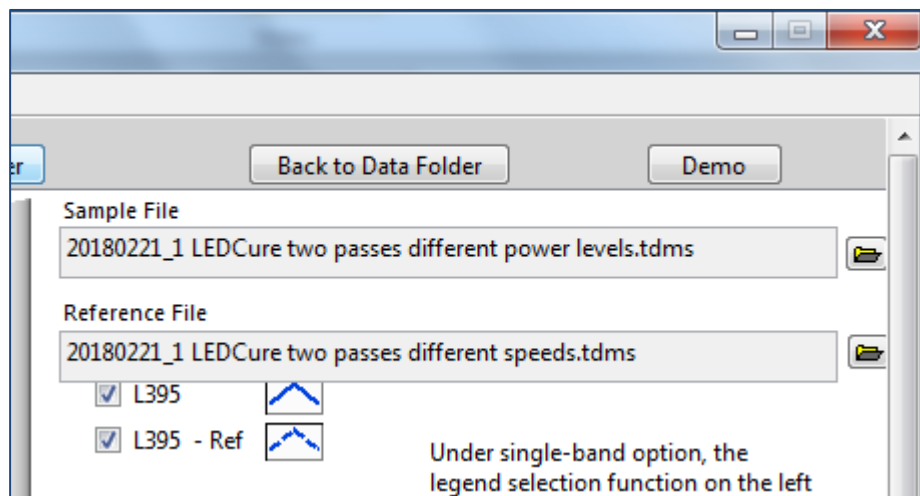 er
Back to Data Folder
Demo
Sample File
20180221_1 LEDCure two passes different power levels.tdms
Reference File
20180221_1 LEDCure two passes different speeds.tdms
L395
L395 - Ref
Under single-band option, the
legend selection function on the left